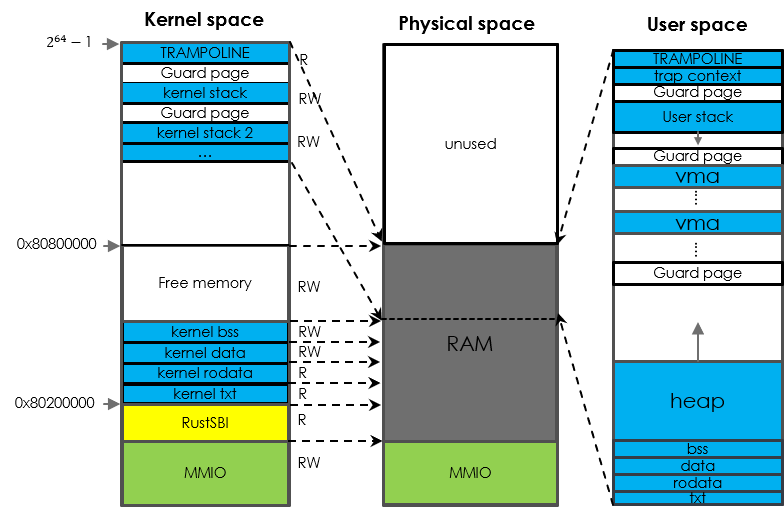 Kernel space
2^64 − 1
TRAMPOLINE
R
Guard page
kernel stack
RW
Guard page
kernel stack 2
RW
...
0x80800000
Free memory
RW
kernel bss
RW
kernel data
RW
kernel rodata
R
kernel txt
R
0x80200000
RustSBI
R
MMIO
RW
Physical space
unused
RAM
MMIO
User space
TRAMPOLINE
trap context
Guard page
User stack
Guard page
vma
vma
Guard page
heap
bss
data
rodata
txt